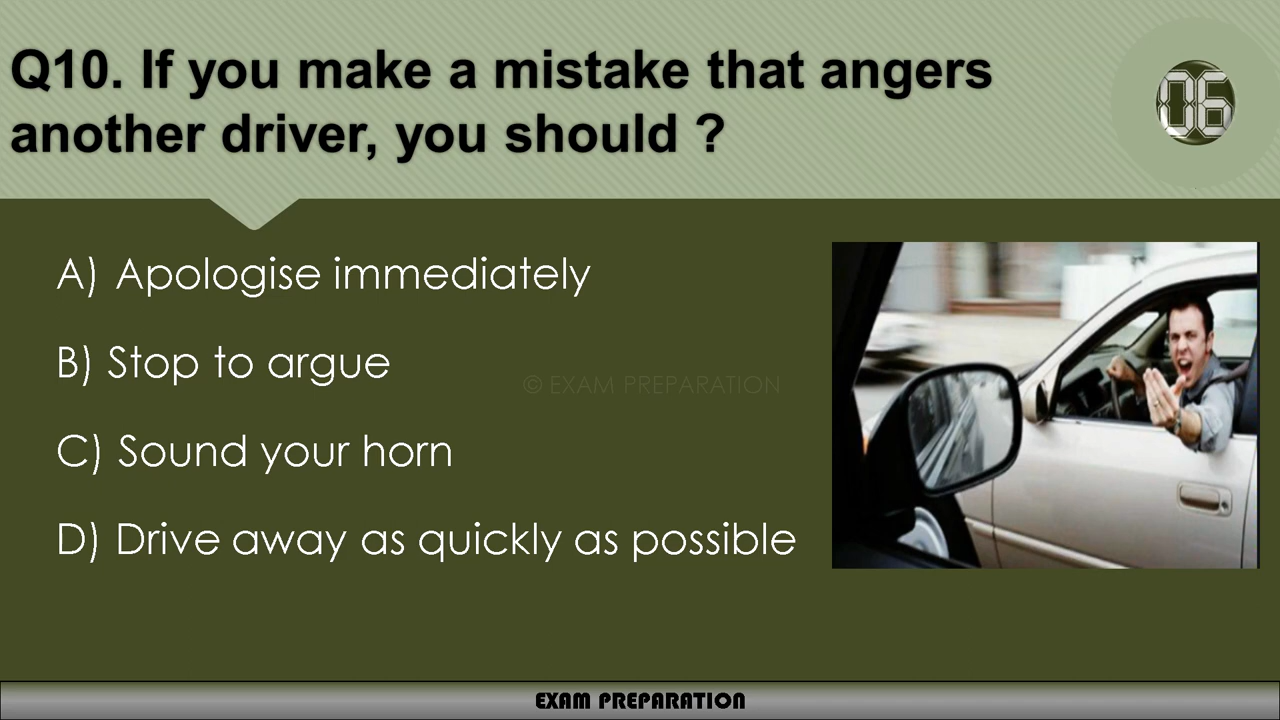 Q10. If you make a mistake that angers
another driver, you should ?
06
A) Apologise immediately
B) Stop to argue
© EXAM PREPARATION
C) Sound your horn
D) Drive away as quickly as possible
EXAM PREPARATION